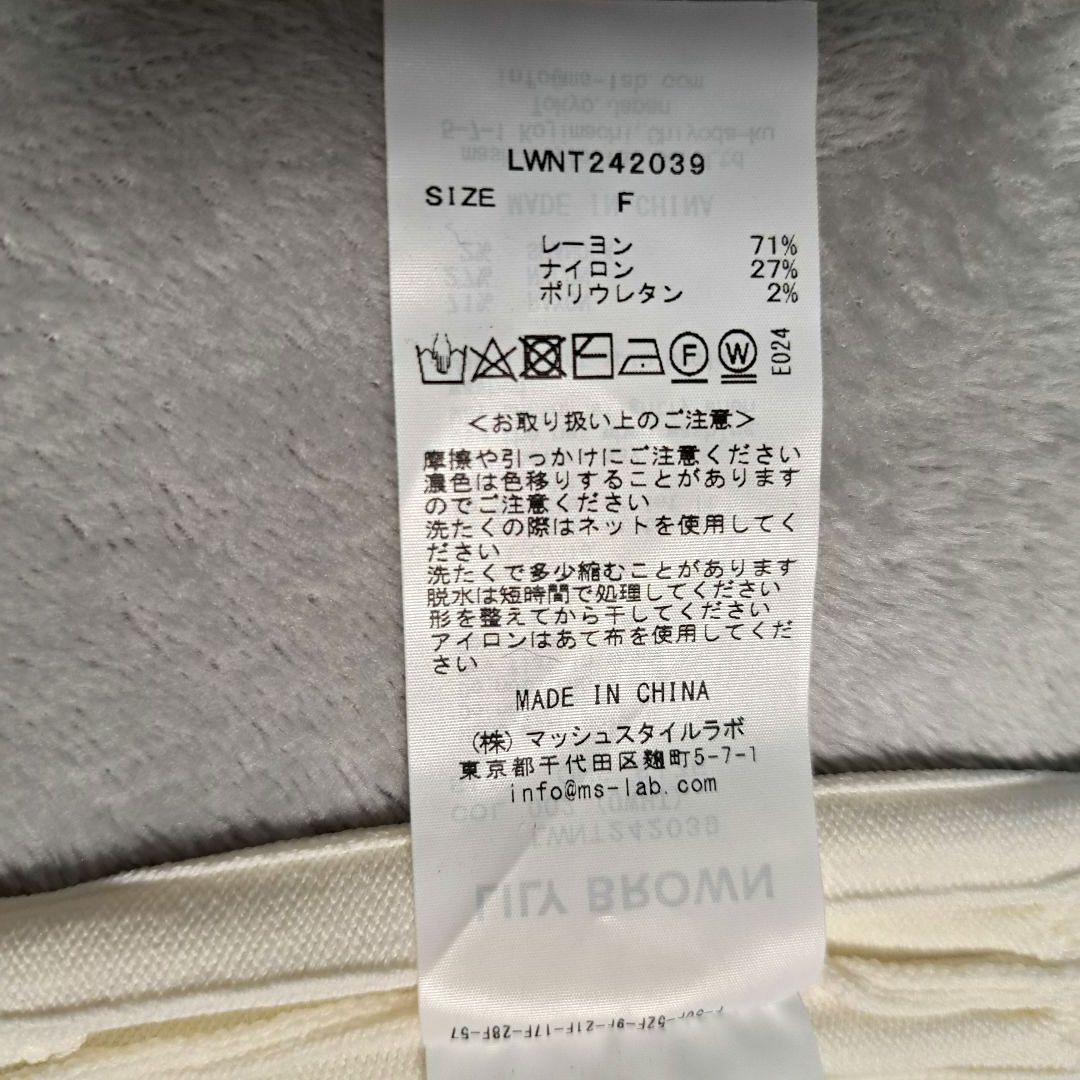 LWNT242039
SIZE F
レーヨン 71%
ナイロン 27%
ポリウレタン 2%
F W E024
<お取り扱い上のご注意>
摩擦や引っかけにご注意ください
濃色は色移りすることがあります
のでご注意ください
洗たくの際はネットを使用してく
ださい
洗たくで多少縮むことがあります
脱水は短時間で処理してください
形を整えてから干してください
アイロンはあて布を使用してくだ
さい
MADE IN CHINA
(株)マッシュスタイルラボ
東京都千代田区麹町5-7-1
info@ms-lab.com
LWNT242039
LILY BROWN
52F-9F-21F-17F-28F-57